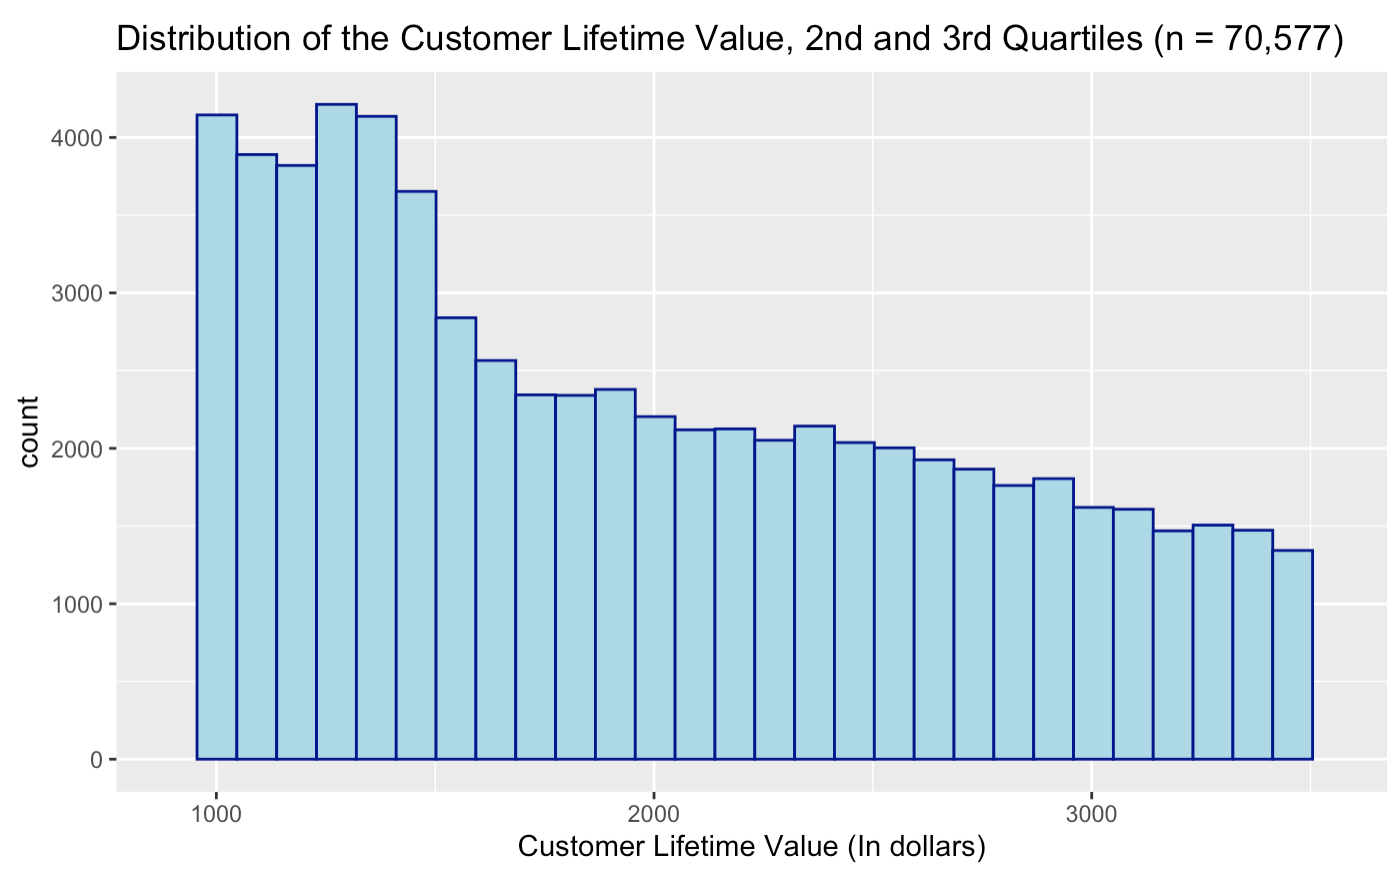 Distribution of the Customer Lifetime Value, 2nd and 3rd Quartiles (n = 70,577)
4000
3000
2000
1000
0
count
1000 2000 3000
Customer Lifetime Value (In dollars)